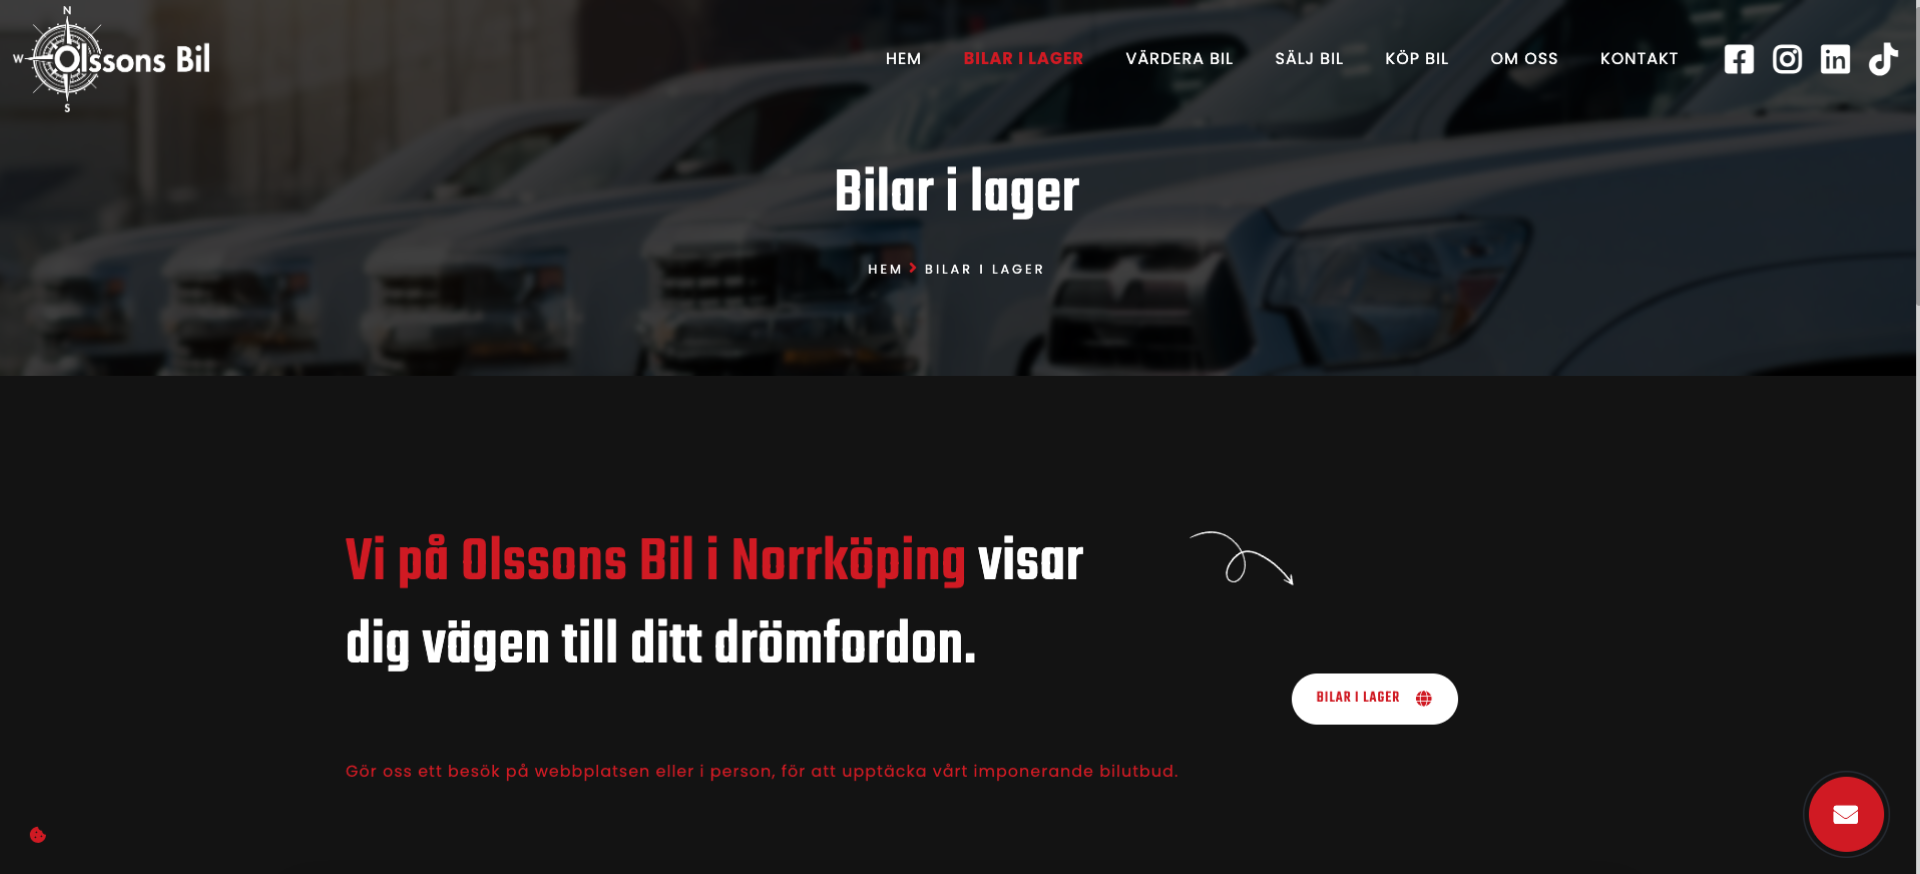 N
W
Olssons Bil
S
HEM
BILAR I LAGER
VÄRDERA BIL
SÄLJ BIL
KÖP BIL
OM OSS
KONTAKT
Bilar i lager
HEM > BILAR I LAGER
Vi på Olssons Bil i Norrköping visar
dig vägen till ditt drömfordon.
BILAR I LAGER
Gör oss ett besök på webbplatsen eller i person, för att upptäcka vårt imponerande bilutbud.